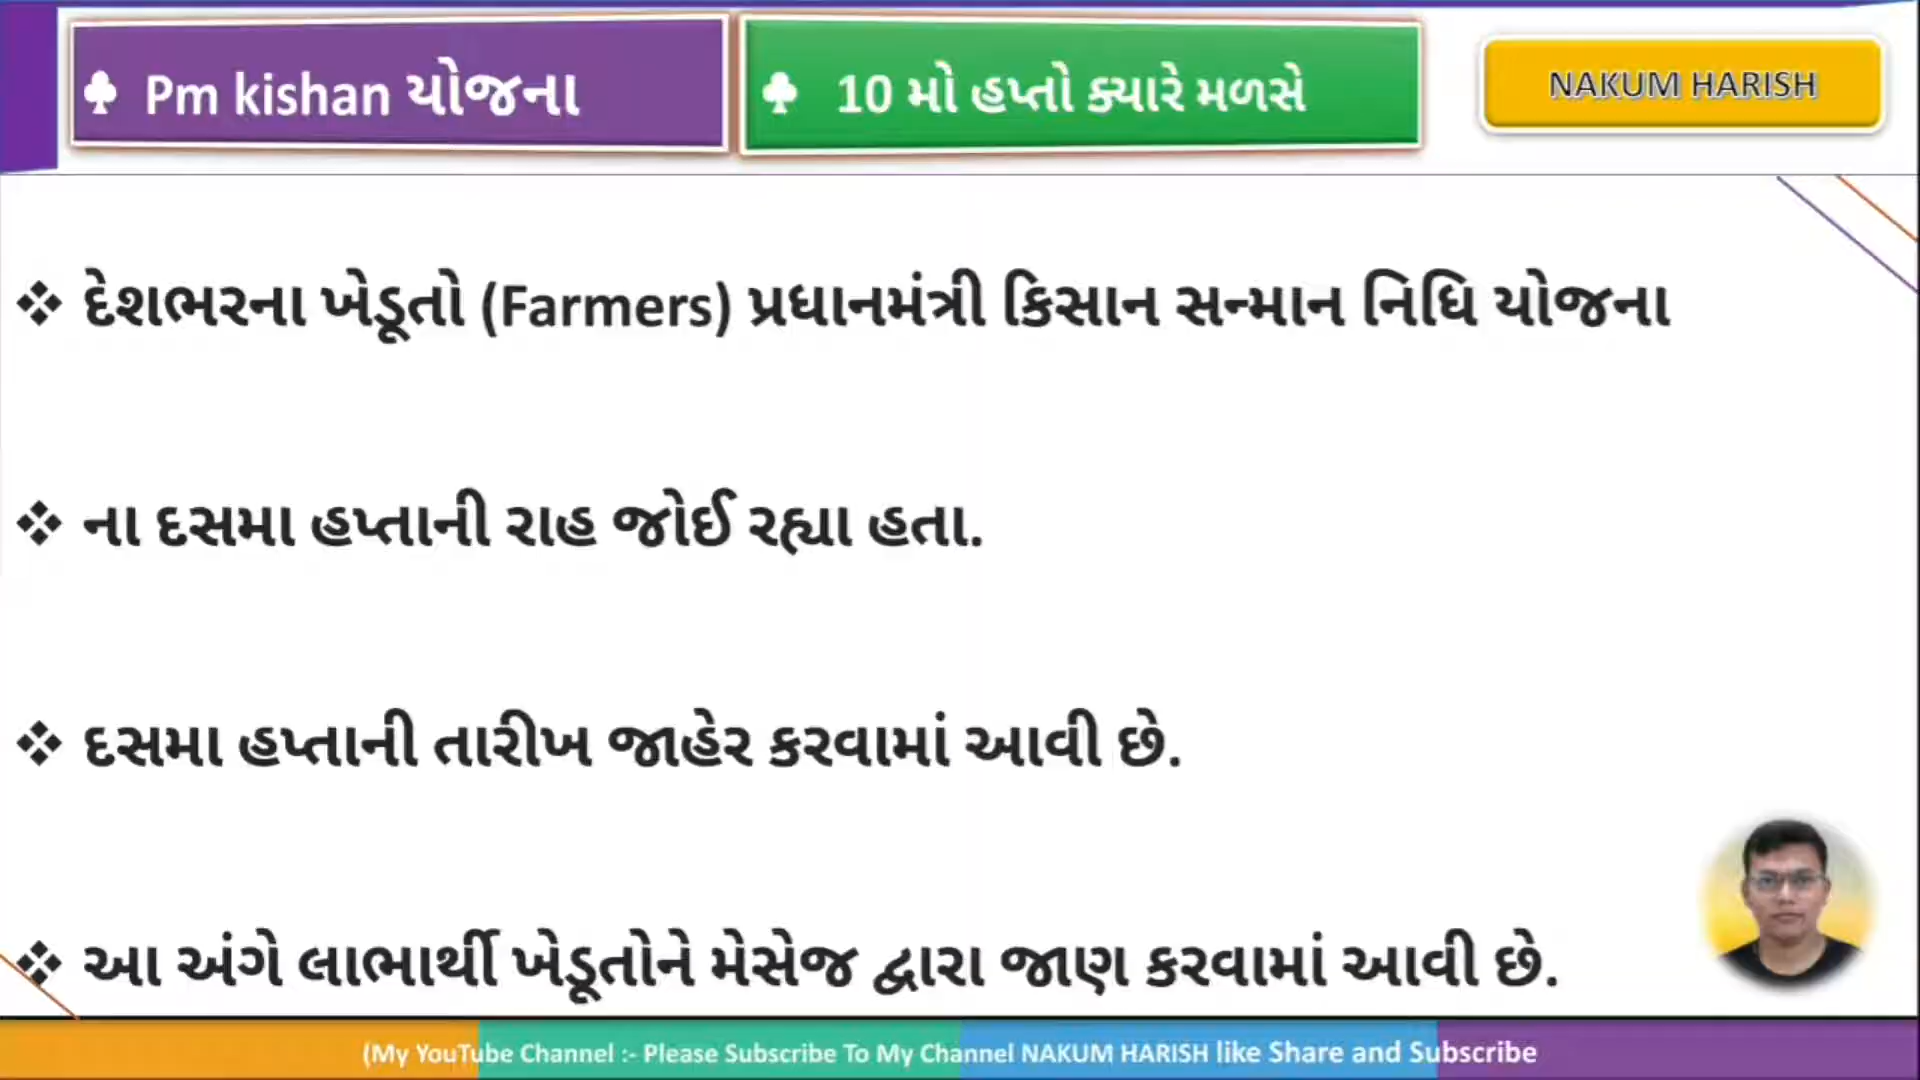 ♣ Pm kishan યોજના
♣ 10 મો હપ્તો ક્યારે મળસે
NAKUM HARISH
❖ દેશભરના ખેડૂતો (Farmers) પ્રધાનમંત્રી કિસાન સન્માન નિધિ યોજના
❖ ના દસમા હપ્તાની રાહ જોઈ રહ્યા હતા.
❖ દસમા હપ્તાની તારીખ જાહેર કરવામાં આવી છે.
❖ આ અંગે લાભાર્થી ખેડૂતોને મેસેજ દ્વારા જાણ કરવામાં આવી છે.
(My YouTube Channel :- Please Subscribe To My Channel NAKUM HARISH like Share and Subscribe